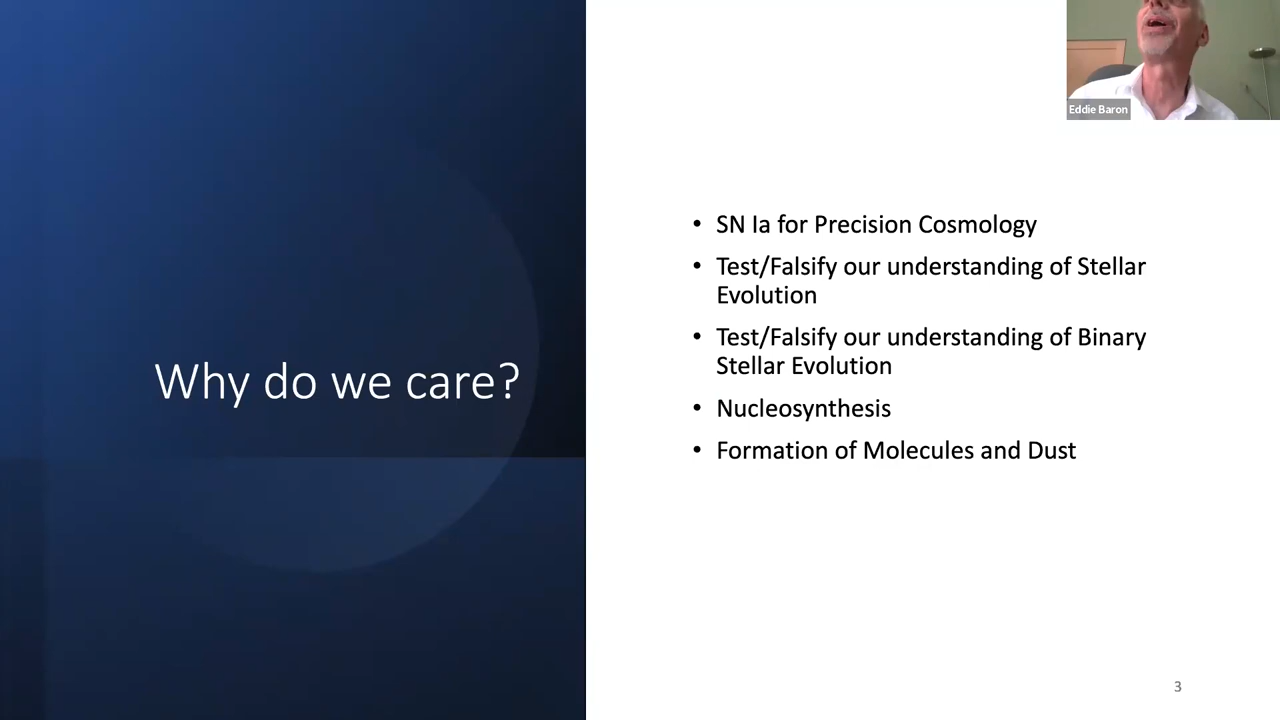 Eddie Baron
Why do we care?
• SN Ia for Precision Cosmology
• Test/Falsify our understanding of Stellar
Evolution
• Test/Falsify our understanding of Binary
Stellar Evolution
• Nucleosynthesis
• Formation of Molecules and Dust
3